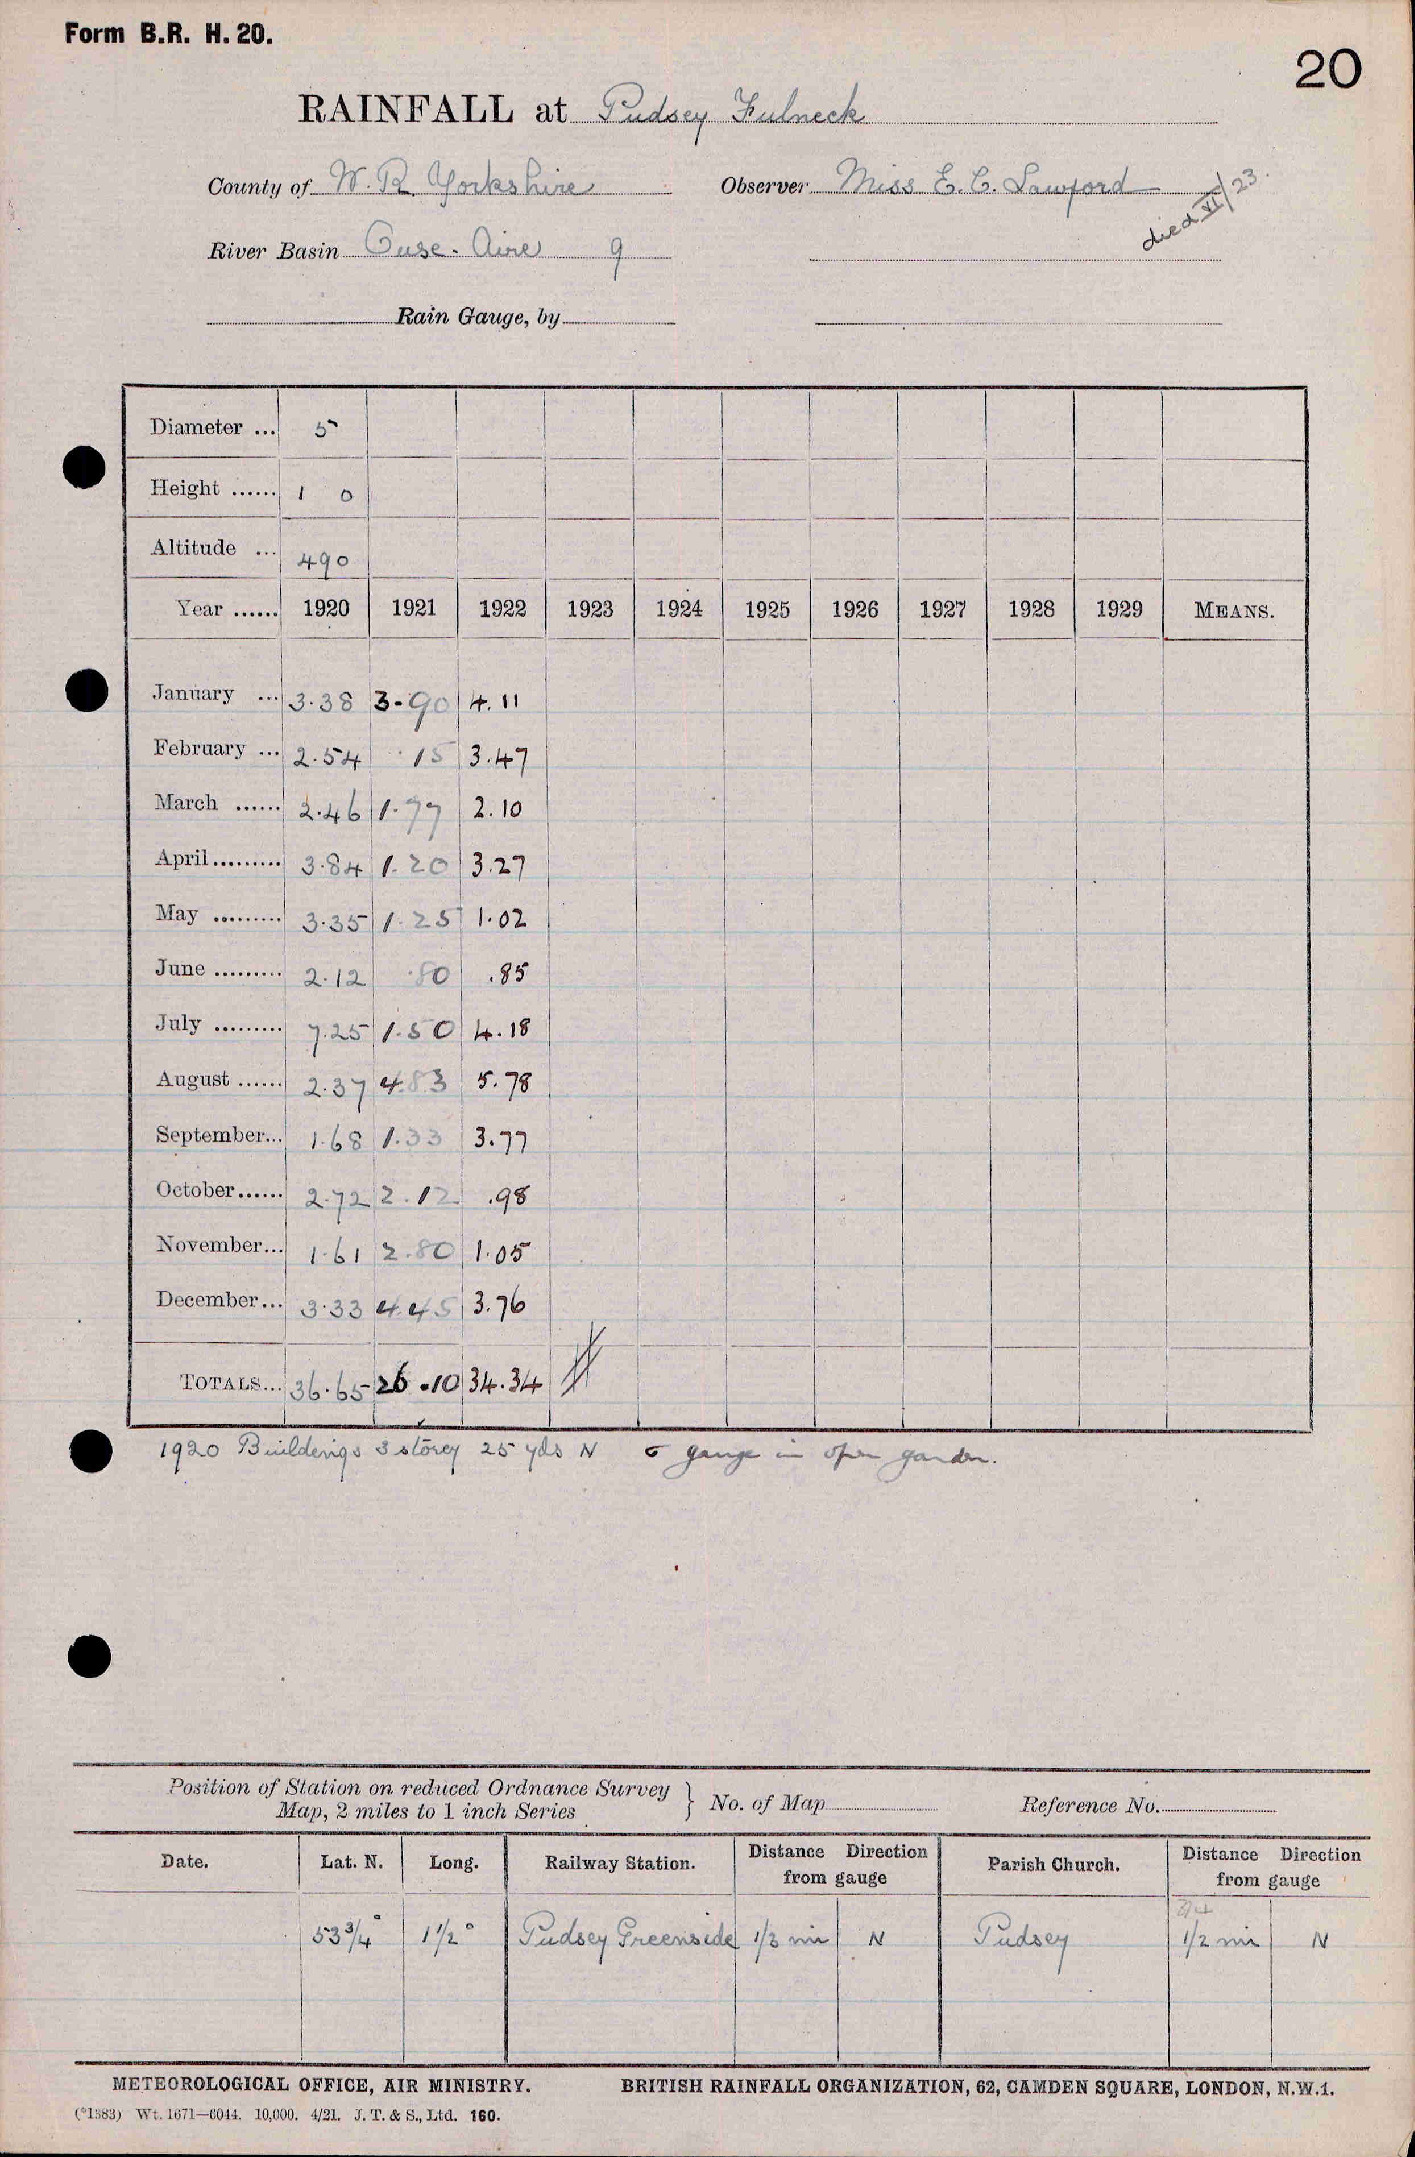 Form B.R. H. 20.
20
RAINFALL at Pudsey Fulneck
County of W. R. Yorkshire Observer Miss E. C. Lawford
died VI/23.
River Basin Ouse - Aire 9
Rain Gauge, by
Diameter ... 5
Height ...... 1 0
Altitude ... 490
Year ...... 1920 1921 1922 1923 1924 1925 1926 1927 1928 1929 MEANS.
January ... 3.38 3.90 4.11
February ... 2.54 .15 3.47
March ...... 2.46 1.77 2.10
April ......... 3.84 1.20 3.27
May ......... 3.35 1.25 1.02
June ......... 2.12 .80 .85
July ......... 7.25 1.50 4.18
August ...... 2.37 4.83 5.78
September... 1.68 1.33 3.77
October...... 2.72 2.12 .98
November... 1.61 2.80 1.05
December... 3.33 4.45 3.76
TOTALS... 36.65 26.10 34.34
1920 Buildings 3 storey 25 yds N gauge in open garden.
Position of Station on reduced Ordnance Survey
Map, 2 miles to 1 inch Series } No. of Map Reference No.
Date. Lat. N. Long. Railway Station. Distance Direction from gauge Parish Church. Distance Direction from gauge
3/4
53 3/4° 1 1/2° Pudsey Greenside 1/3 mi N Pudsey 1/2 mi N
METEOROLOGICAL OFFICE, AIR MINISTRY. BRITISH RAINFALL ORGANIZATION, 62, CAMDEN SQUARE, LONDON, N.W.1.
(*1383) Wt. 1671—6044. 10,000. 4/21. J. T. & S., Ltd. 160.